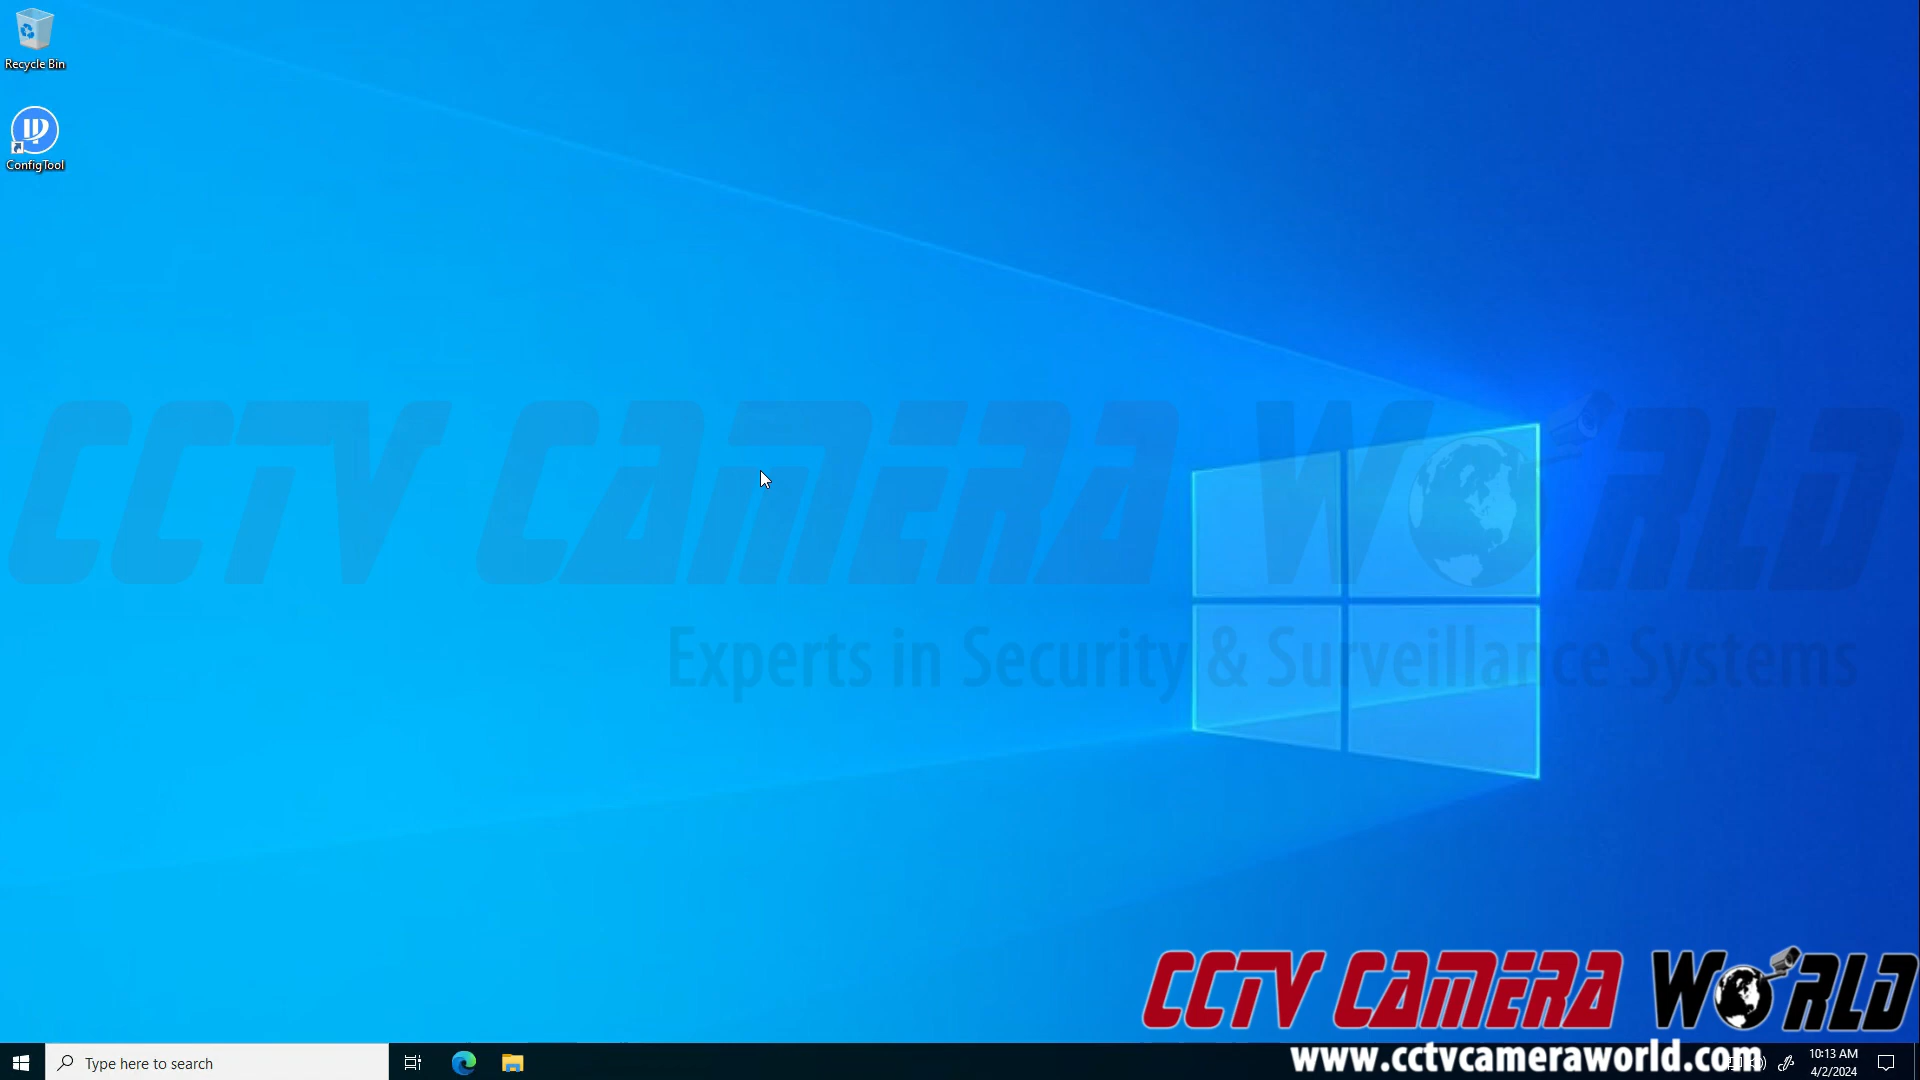 Recycle Bin
ConfigTool
CCTV CAMERA WORLD
Experts in Security & Surveillance Systems
CCTV CAMERA WORLD
www.cctvcameraworld.com
Type here to search
10:13 AM
4/2/2024